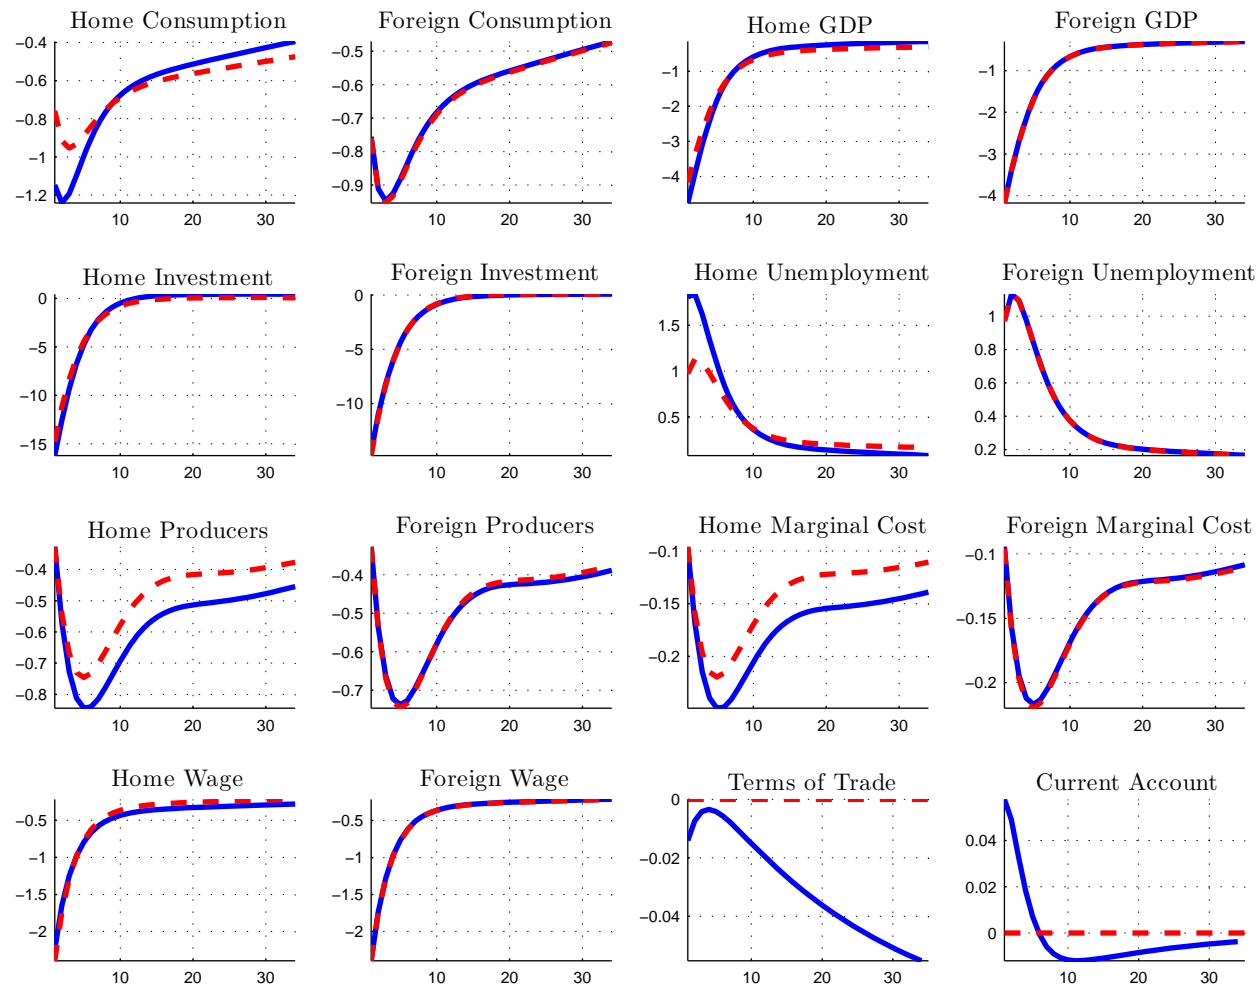 Home Consumption
−0.4
−0.6
−0.8
−1
−1.2
10 20 30
Foreign Consumption
−0.5
−0.6
−0.7
−0.8
−0.9
10 20 30
Home GDP
−1
−2
−3
−4
10 20 30
Foreign GDP
−1
−2
−3
−4
10 20 30
Home Investment
0
−5
−10
−15
10 20 30
Foreign Investment
0
−5
−10
10 20 30
Home Unemployment
1.5
1
0.5
10 20 30
Foreign Unemployment
1
0.8
0.6
0.4
0.2
10 20 30
Home Producers
−0.4
−0.5
−0.6
−0.7
−0.8
10 20 30
Foreign Producers
−0.4
−0.5
−0.6
−0.7
10 20 30
Home Marginal Cost
−0.1
−0.15
−0.2
10 20 30
Foreign Marginal Cost
−0.1
−0.15
−0.2
10 20 30
Home Wage
−0.5
−1
−1.5
−2
10 20 30
Foreign Wage
−0.5
−1
−1.5
−2
10 20 30
Terms of Trade
0
−0.02
−0.04
10 20 30
Current Account
0.04
0.02
0
10 20 30